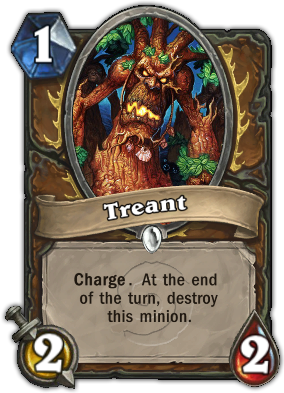 1
Treant
Charge. At the end
of the turn, destroy
this minion.
2
2